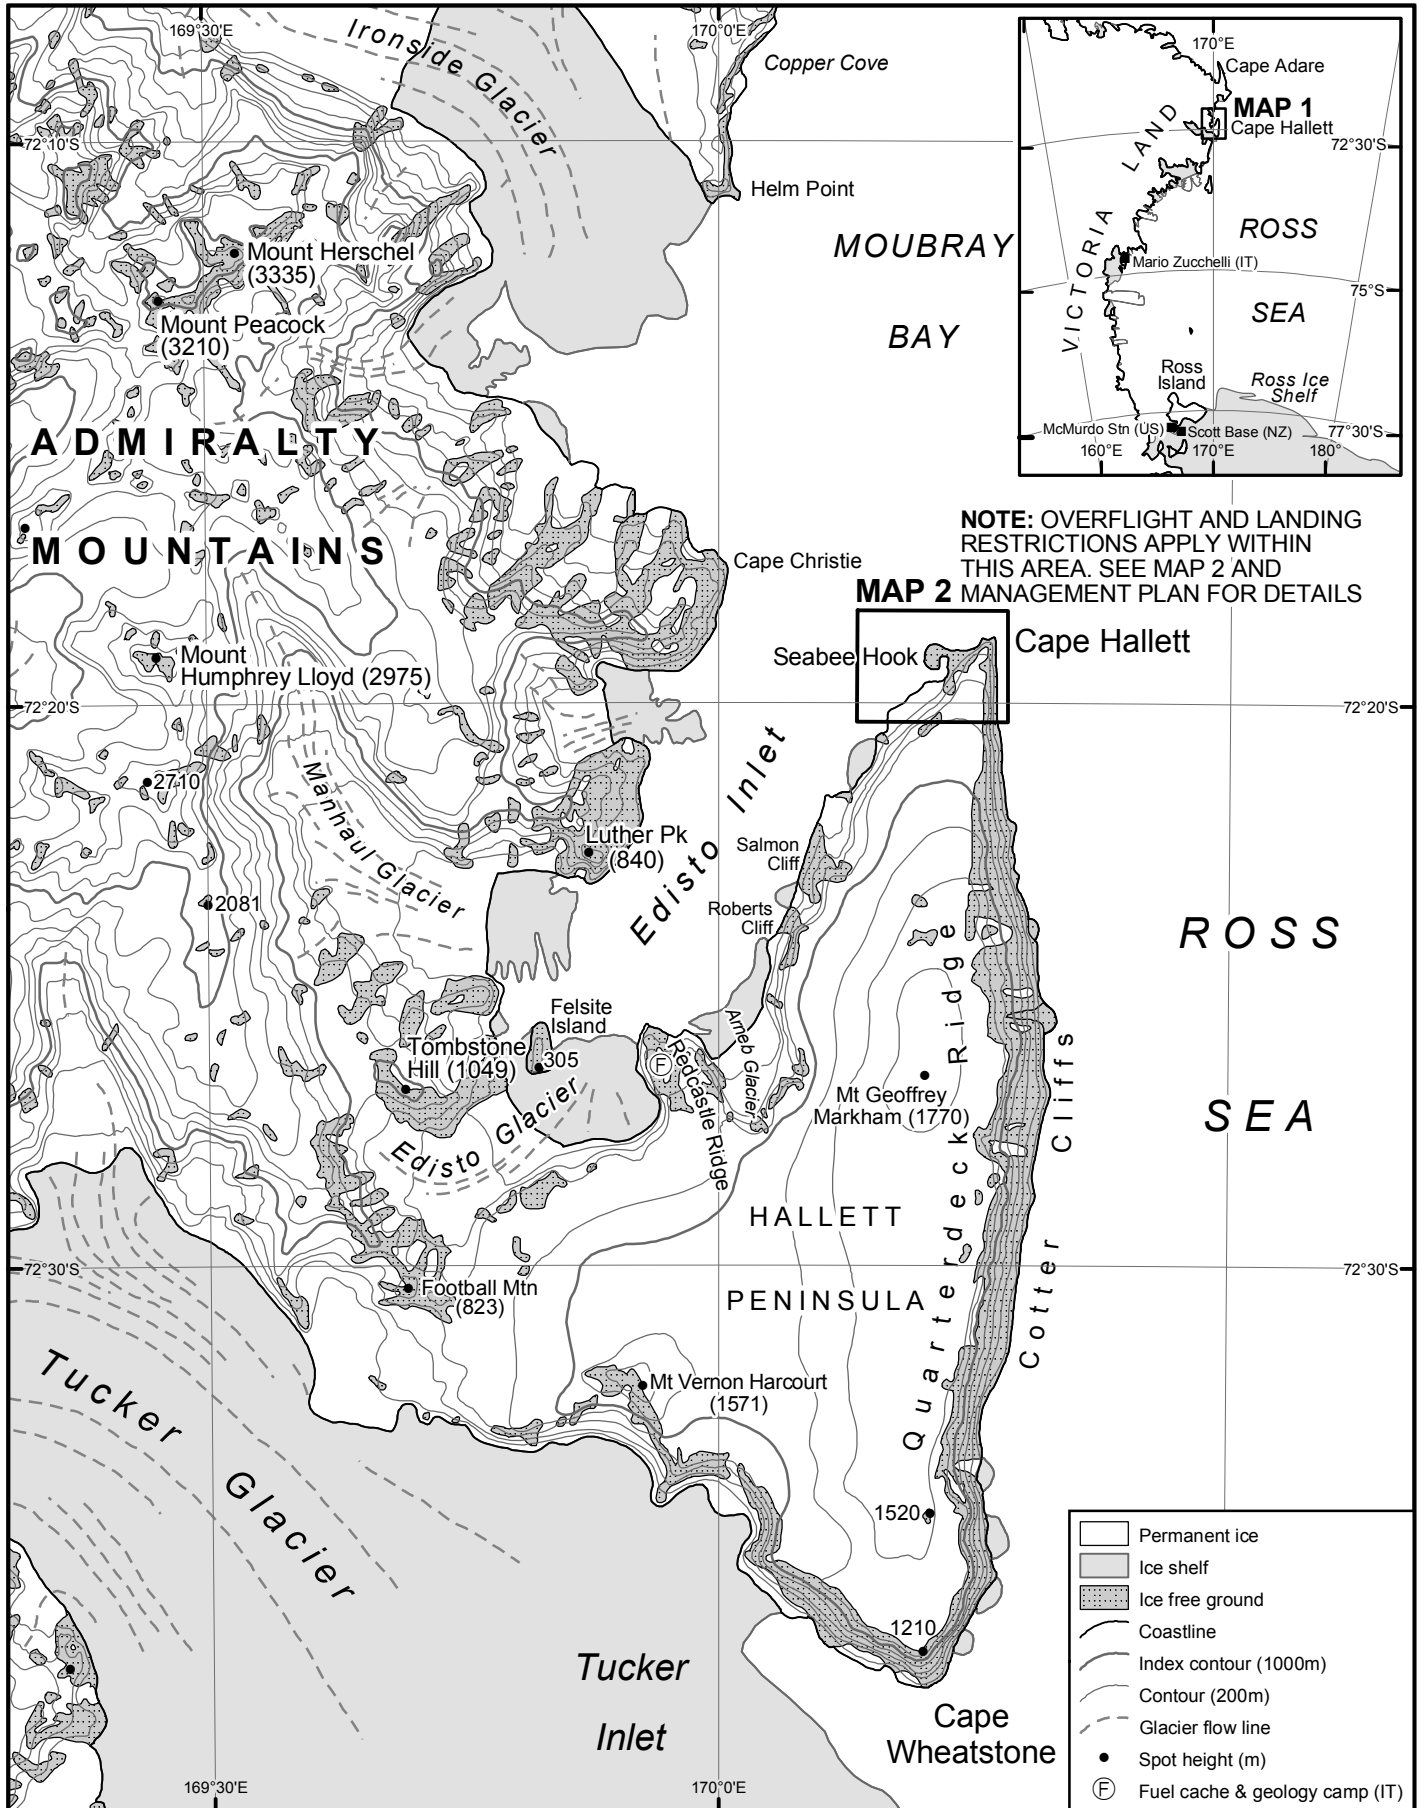 169°30'E
170°0'E
Ironside Glacier
Copper Cove
72°10'S
Helm Point
MOUBRAY
BAY
Mount Herschel
(3335)
Mount Peacock
(3210)
170°E
Cape Adare
MAP 1
Cape Hallett
72°30'S
VICTORIA LAND
ROSS
SEA
Mario Zucchelli (IT)
75°S
Ross
Island
Ross Ice
Shelf
McMurdo Stn (US)
Scott Base (NZ)
77°30'S
160°E
170°E
180°
ADMIRALTY
MOUNTAINS
NOTE: OVERFLIGHT AND LANDING
RESTRICTIONS APPLY WITHIN
THIS AREA. SEE MAP 2 AND
MANAGEMENT PLAN FOR DETAILS
MAP 2
Cape Christie
Seabee Hook
Cape Hallett
Mount
Humphrey Lloyd (2975)
72°20'S
72°20'S
2710
Manhaul Glacier
Luther Pk
(840)
Edisto Inlet
Salmon
Cliff
Roberts
Cliff
2081
ROSS
SEA
Felsite
Island
305
Tombstone
Hill (1049)
Edisto Glacier
F
Redcastle Ridge
Arneb Glacier
Mt Geoffrey
Markham (1770)
Quarterdeck Ridge
Cotter Cliffs
HALLETT
PENINSULA
72°30'S
72°30'S
Football Mtn
(823)
Mt Vernon Harcourt
(1571)
Tucker Glacier
1520
1210
Tucker
Inlet
Cape
Wheatstone
169°30'E
170°0'E
Permanent ice
Ice shelf
Ice free ground
Coastline
Index contour (1000m)
Contour (200m)
Glacier flow line
Spot height (m)
F Fuel cache & geology camp (IT)